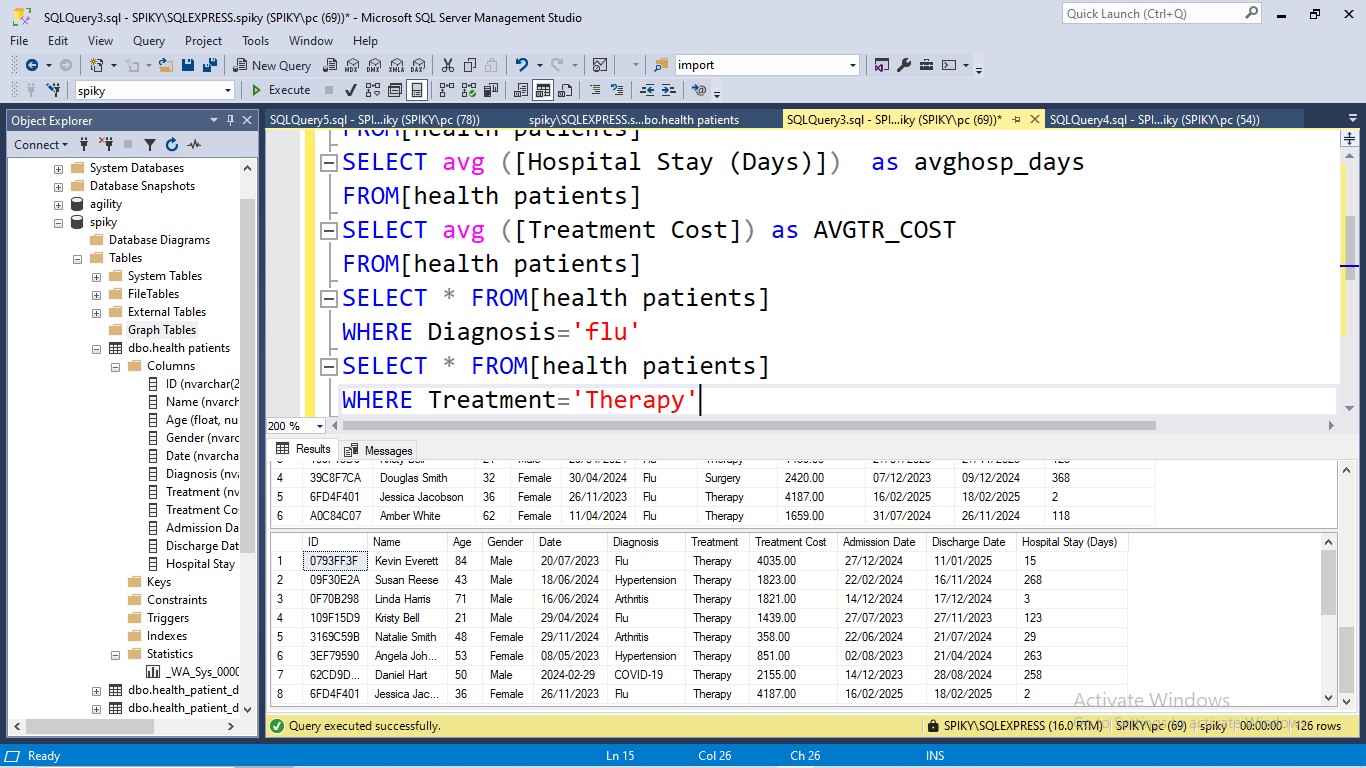 SQLQuery3.sql - SPIKY\SQLEXPRESS.spiky (SPIKY\pc (69))* - Microsoft SQL Server Management Studio
Quick Launch (Ctrl+Q)
File Edit View Query Project Tools Window Help
New Query MDX DMX XMLA DAX import
spiky Execute
Object Explorer
SQLQuery5.sql - SPI...iky (SPIKY\pc (78)) spiky\SQLEXPRESS.s...bo.health patients SQLQuery3.sql - SPI...iky (SPIKY\pc (69))* SQLQuery4.sql - SPI...iky (SPIKY\pc (54))
Connect
System Databases
Database Snapshots
agility
spiky
Database Diagrams
Tables
System Tables
FileTables
External Tables
Graph Tables
dbo.health patients
Columns
ID (nvarchar(2
Name (nvarch
Age (float, nu
Gender (nvarc
Date (nvarcha
Diagnosis (nva
Treatment (nv
Treatment Co
Admission Da
Discharge Dat
Hospital Stay
Keys
Constraints
Triggers
Indexes
Statistics
_WA_Sys_0000
dbo.health_patient_d
dbo.health_patient_d
FROM[health patients]
SELECT avg ([Hospital Stay (Days)]) as avghosp_days
FROM[health patients]
SELECT avg ([Treatment Cost]) as AVGTR_COST
FROM[health patients]
SELECT * FROM[health patients]
WHERE Diagnosis='flu'
SELECT * FROM[health patients]
WHERE Treatment='Therapy'
200 %
Results Messages
4 39C8F7CA Douglas Smith 32 Female 30/04/2024 Flu Surgery 2420.00 07/12/2023 09/12/2024 368
5 6FD4F401 Jessica Jacobson 36 Female 26/11/2023 Flu Therapy 4187.00 16/02/2025 18/02/2025 2
6 A0C84C07 Amber White 62 Female 11/04/2024 Flu Therapy 1659.00 31/07/2024 26/11/2024 118
ID Name Age Gender Date Diagnosis Treatment Treatment Cost Admission Date Discharge Date Hospital Stay (Days)
1 0793FF3F Kevin Everett 84 Male 20/07/2023 Flu Therapy 4035.00 27/12/2024 11/01/2025 15
2 09F30E2A Susan Reese 43 Male 18/06/2024 Hypertension Therapy 1823.00 22/02/2024 16/11/2024 268
3 0F70B298 Linda Harris 71 Male 16/06/2024 Arthritis Therapy 1821.00 14/12/2024 17/12/2024 3
4 109F15D9 Kristy Bell 21 Male 29/04/2024 Flu Therapy 1439.00 27/07/2023 27/11/2023 123
5 3169C59B Natalie Smith 48 Female 29/11/2024 Arthritis Therapy 358.00 22/06/2024 21/07/2024 29
6 3EF79590 Angela Joh... 53 Female 08/05/2023 Hypertension Therapy 851.00 02/08/2023 21/04/2024 263
7 62CD9D... Daniel Hart 50 Male 2024-02-29 COVID-19 Therapy 2155.00 14/12/2023 28/08/2024 258
8 6FD4F401 Jessica Jac... 36 Female 26/11/2023 Flu Therapy 4187.00 16/02/2025 18/02/2025 2
Activate Windows
Query executed successfully. SPIKY\SQLEXPRESS (16.0 RTM) SPIKY\pc (69) spiky 00:00:00 126 rows
Ready Ln 15 Col 26 Ch 26 INS